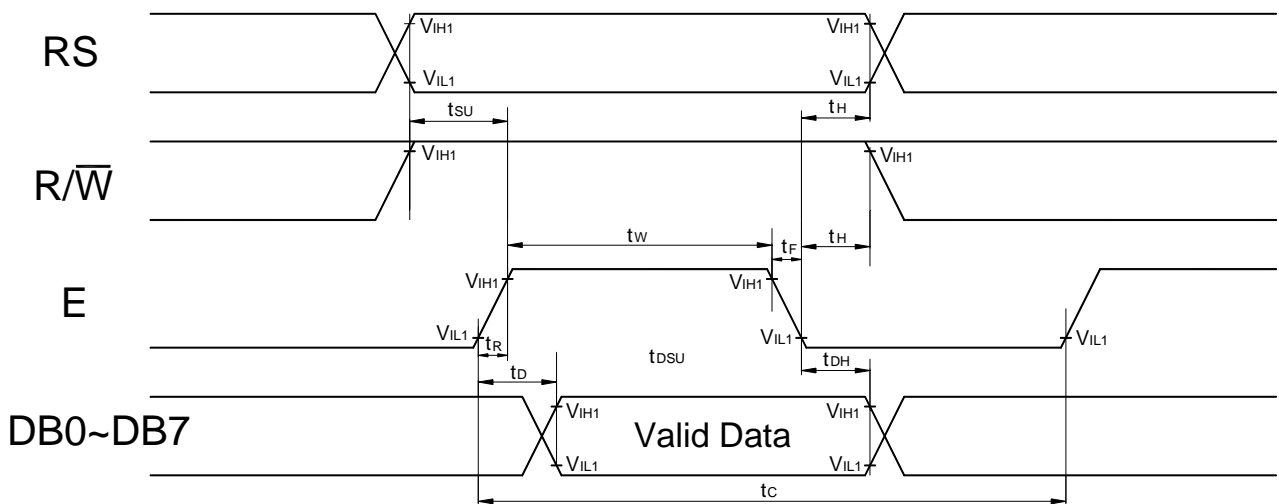 VIH1 VIH1
RS
VIL1 VIL1
tSU tH
VIH1 VIH1
R/W̅
tW tF tH
VIH1 VIH1
E
VIL1 VIL1 VIL1
tR
tD tDSU tDH
VIH1 VIH1
DB0~DB7 Valid Data
VIL1 VIL1
tC